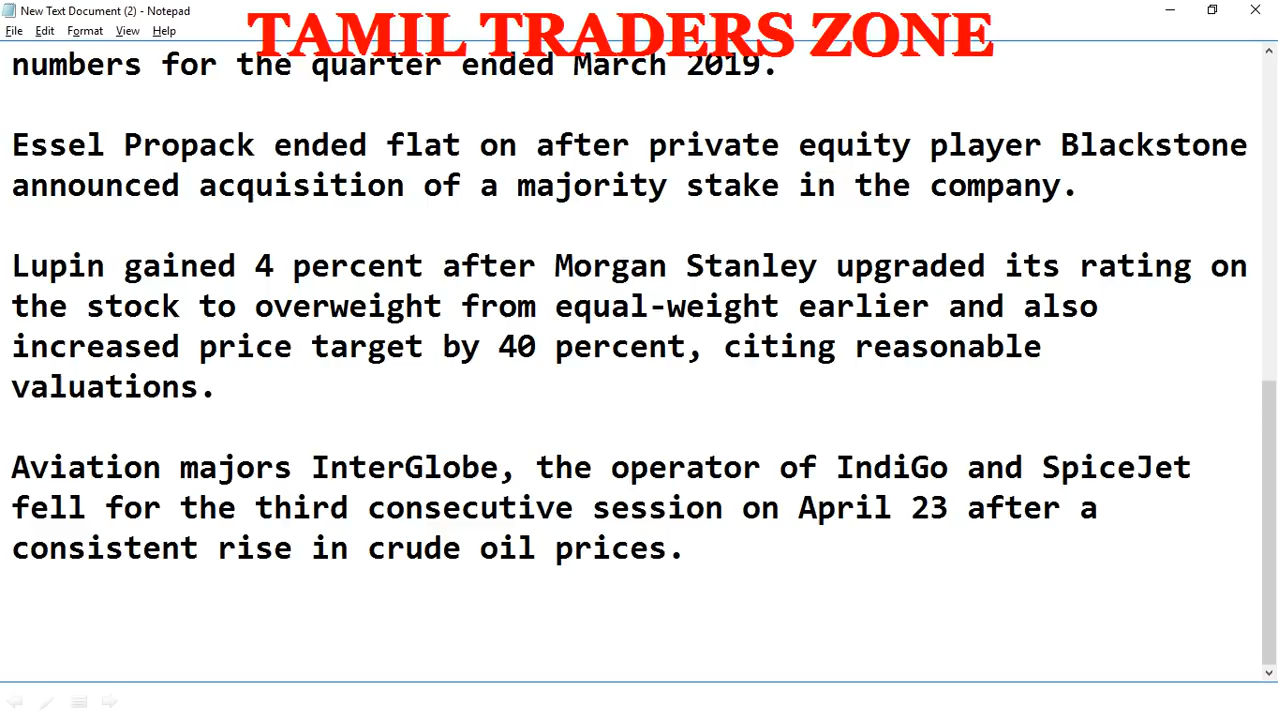 New Text Document (2) - Notepad
TAMIL TRADERS ZONE
File Edit Format View Help
numbers for the quarter ended March 2019.
Essel Propack ended flat on after private equity player Blackstone
announced acquisition of a majority stake in the company.
Lupin gained 4 percent after Morgan Stanley upgraded its rating on
the stock to overweight from equal-weight earlier and also
increased price target by 40 percent, citing reasonable
valuations.
Aviation majors InterGlobe, the operator of IndiGo and SpiceJet
fell for the third consecutive session on April 23 after a
consistent rise in crude oil prices.